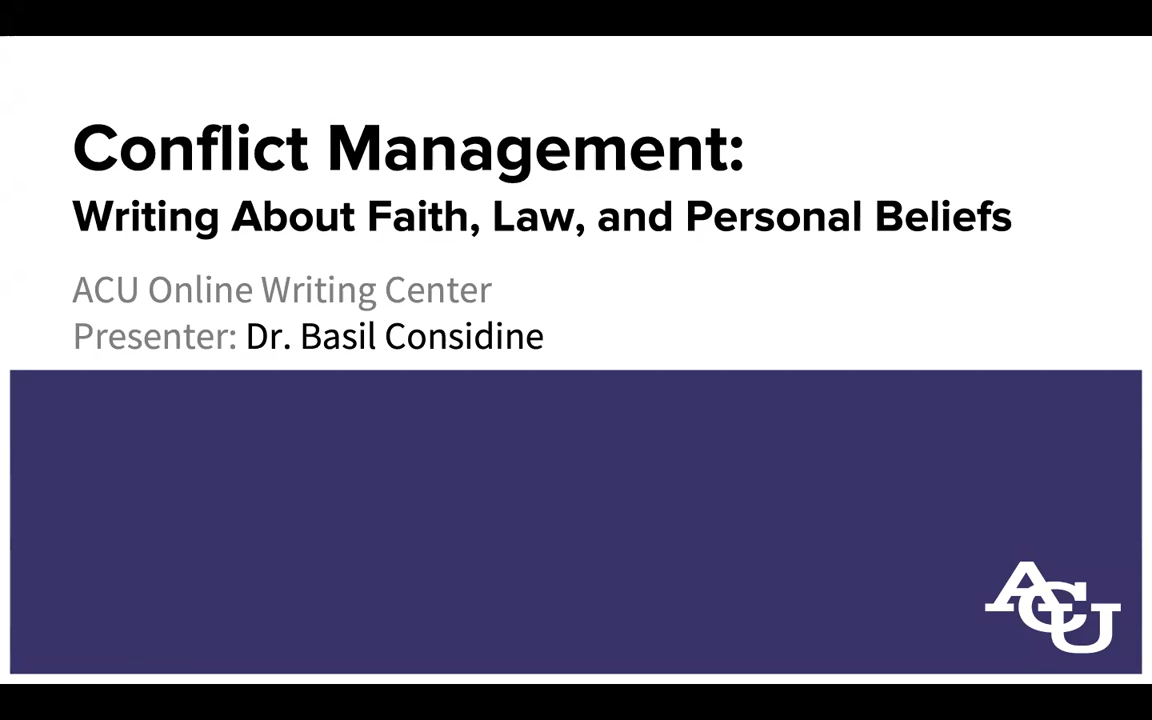 Conflict Management:
Writing About Faith, Law, and Personal Beliefs
ACU Online Writing Center
Presenter: Dr. Basil Considine
ACU